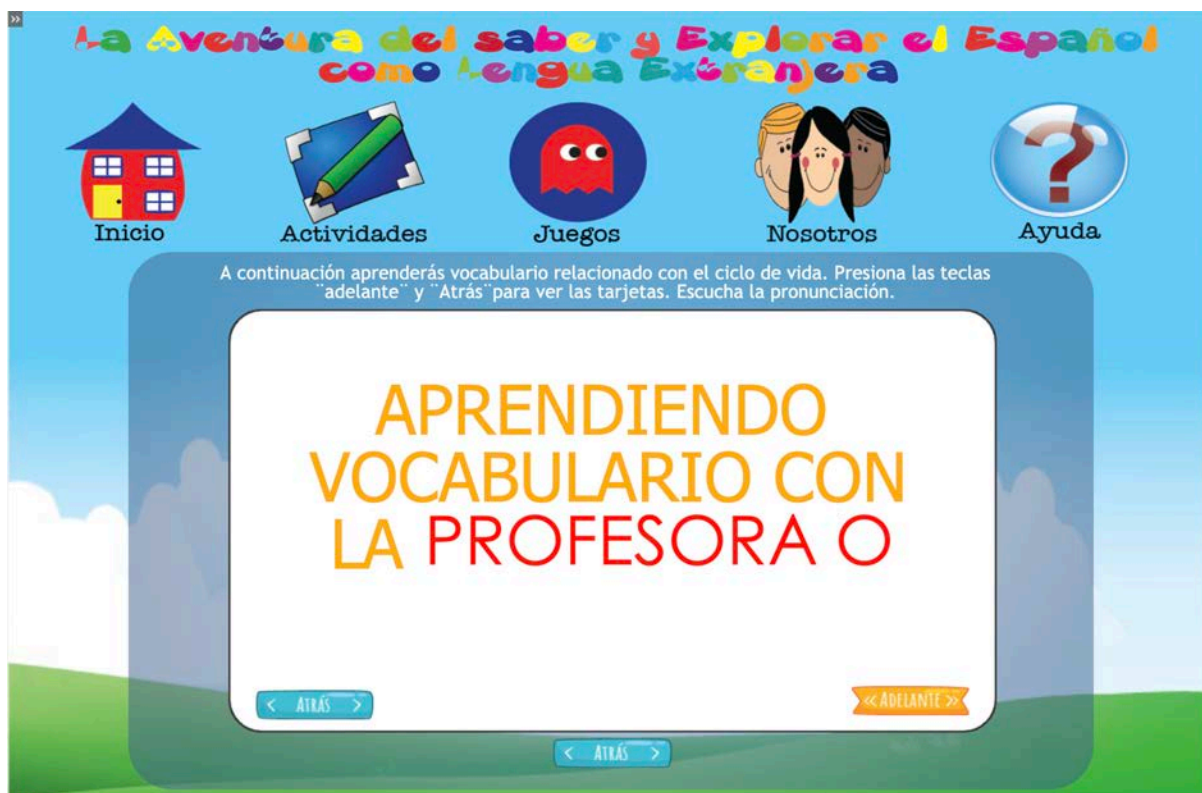 »
La Aventura del saber y Explorar el Español
como Lengua Extranjera
Inicio
Actividades
Juegos
Nosotros
Ayuda
A continuación aprenderás vocabulario relacionado con el ciclo de vida. Presiona las teclas
¨adelante¨ y ¨Atrás¨para ver las tarjetas. Escucha la pronunciación.
APRENDIENDO
VOCABULARIO CON
LA PROFESORA O
< Atrás >
« Adelante »
< Atrás >